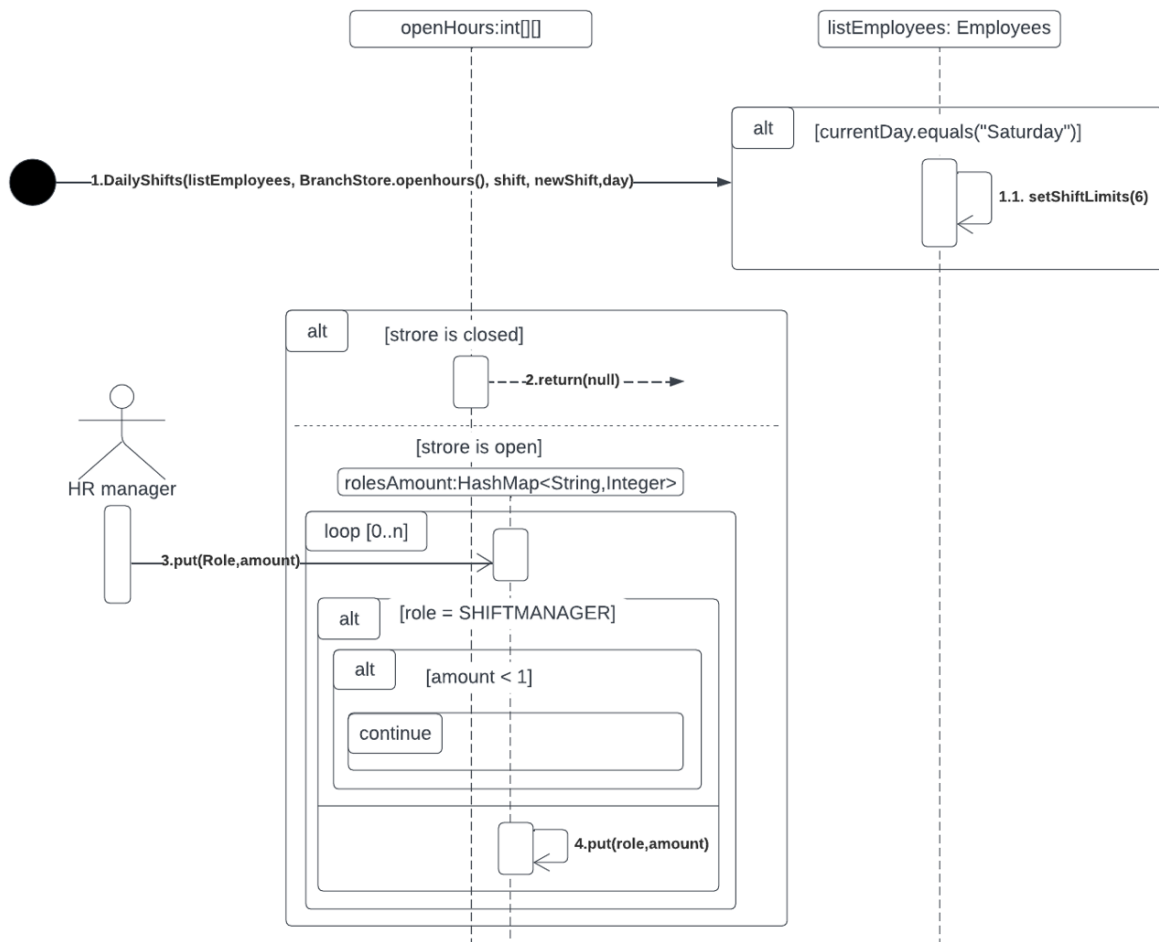 openHours:int[][]
listEmployees: Employees
alt
[currentDay.equals("Saturday")]
1.DailyShifts(listEmployees, BranchStore.openhours(), shift, newShift,day)
1.1. setShiftLimits(6)
alt
[strore is closed]
2.return(null)
[strore is open]
HR manager
rolesAmount:HashMap<String,Integer>
loop [0..n]
3.put(Role,amount)
alt
[role = SHIFTMANAGER]
alt
[amount < 1]
continue
4.put(role,amount)